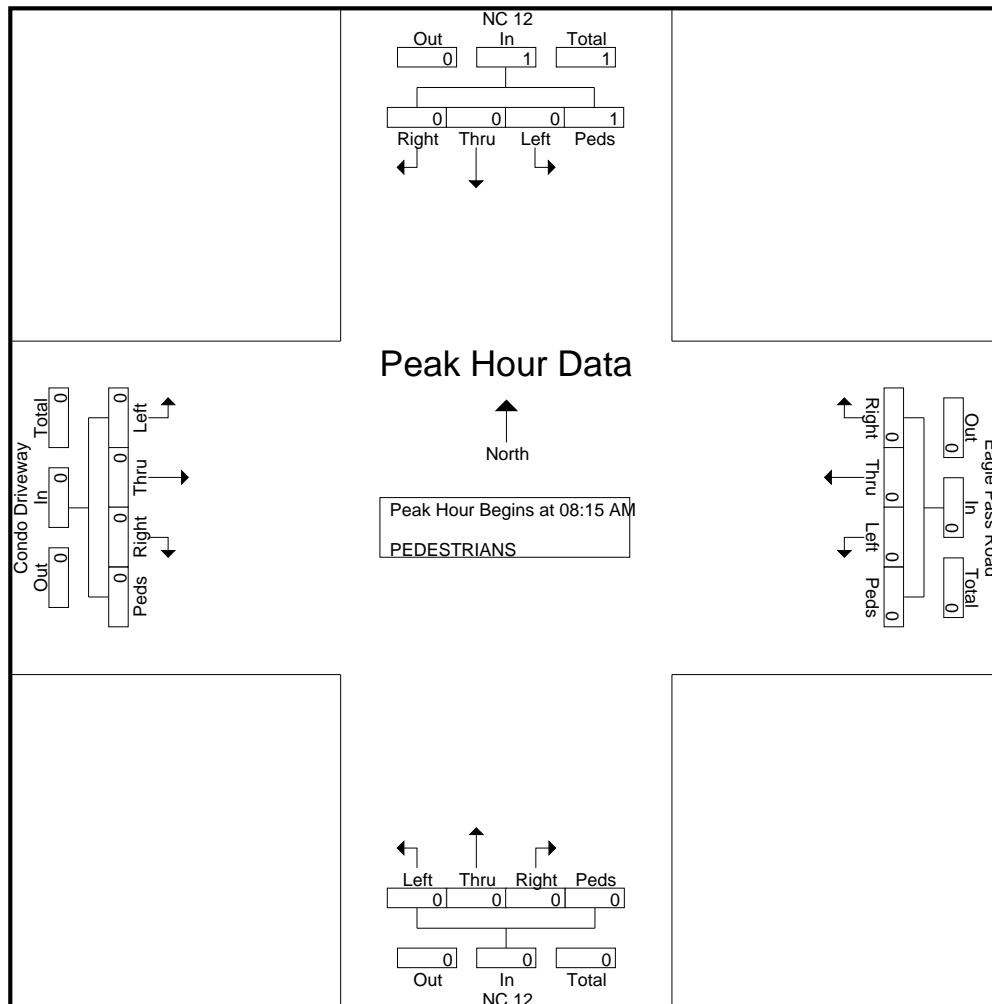 NC 12
Out In Total
0 1 1
0 0 0 1
Right Thru Left Peds
Peak Hour Data
North
Peak Hour Begins at 08:15 AM
PEDESTRIANS
Condo Driveway
Out In Total
0 0 0
0 0 0 0
Peds Right Thru Left
Eagle Pass Road
Out In Total
0 0 0
0 0 0 0
Right Thru Left Peds
Left Thru Right Peds
0 0 0 0
0 0 0
Out In Total
NC 12